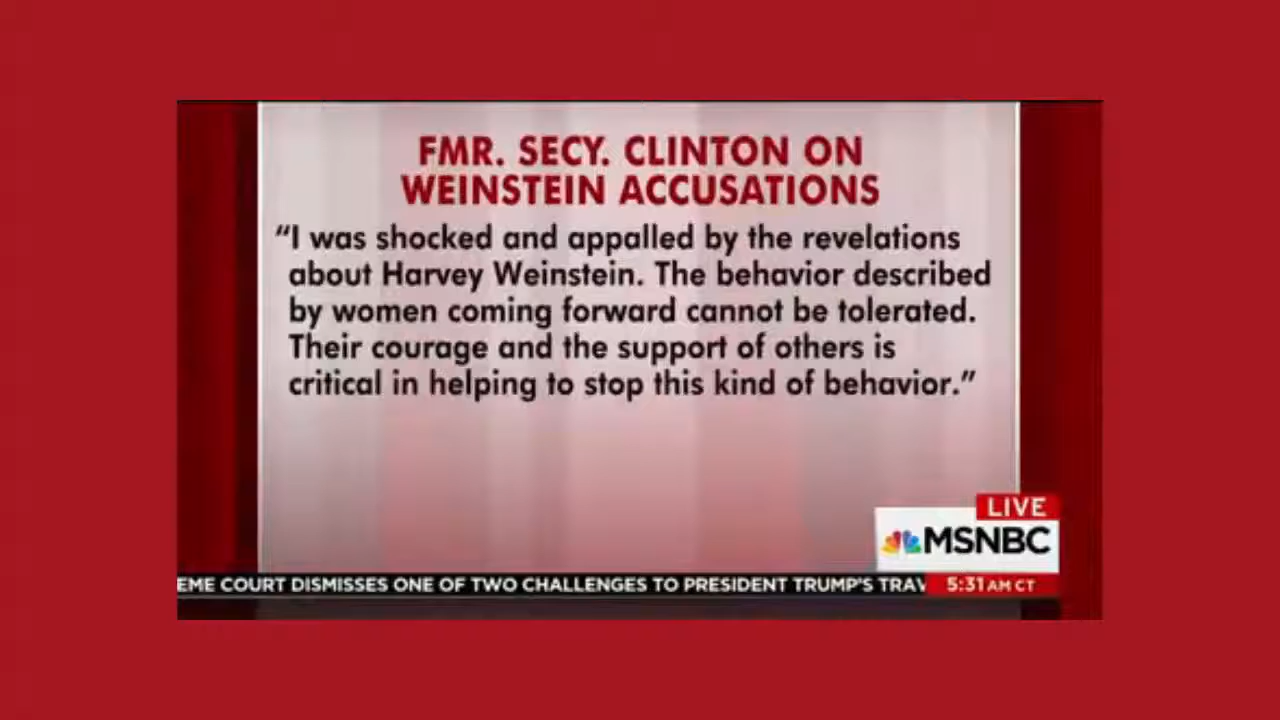 FMR. SECY. CLINTON ON
WEINSTEIN ACCUSATIONS
“I was shocked and appalled by the revelations
about Harvey Weinstein. The behavior described
by women coming forward cannot be tolerated.
Their courage and the support of others is
critical in helping to stop this kind of behavior.”
LIVE
MSNBC
EME COURT DISMISSES ONE OF TWO CHALLENGES TO PRESIDENT TRUMP'S TRAV
5:31 AM CT